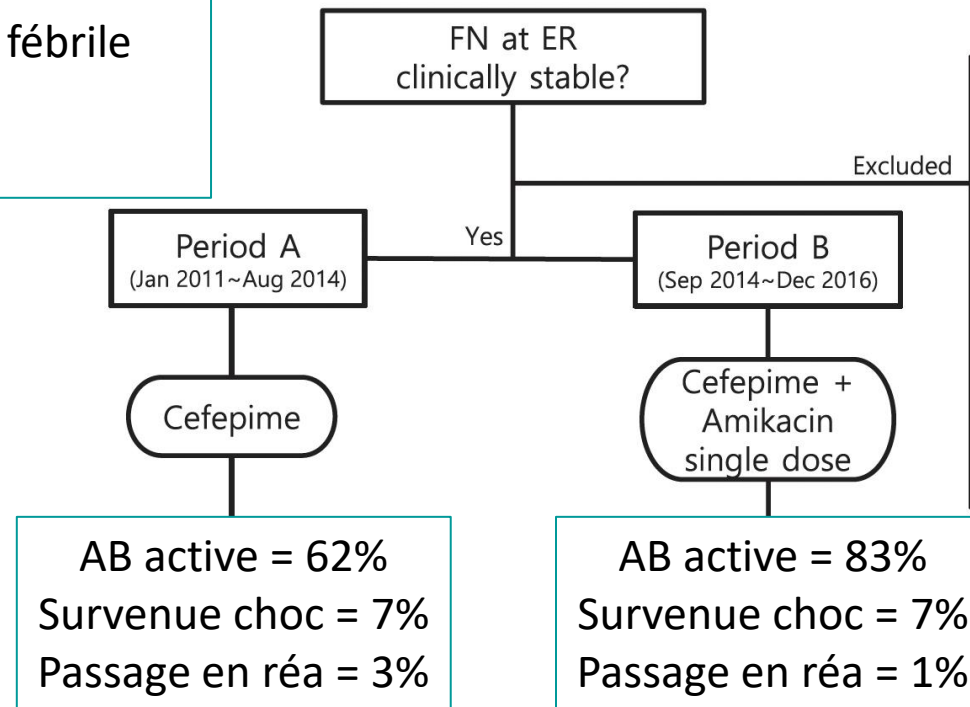 fébrile
FN at ER
clinically stable?
Excluded
Yes
Period A
(Jan 2011~Aug 2014)
Period B
(Sep 2014~Dec 2016)
Cefepime
Cefepime +
Amikacin
single dose
AB active = 62%
Survenue choc = 7%
Passage en réa = 3%
AB active = 83%
Survenue choc = 7%
Passage en réa = 1%